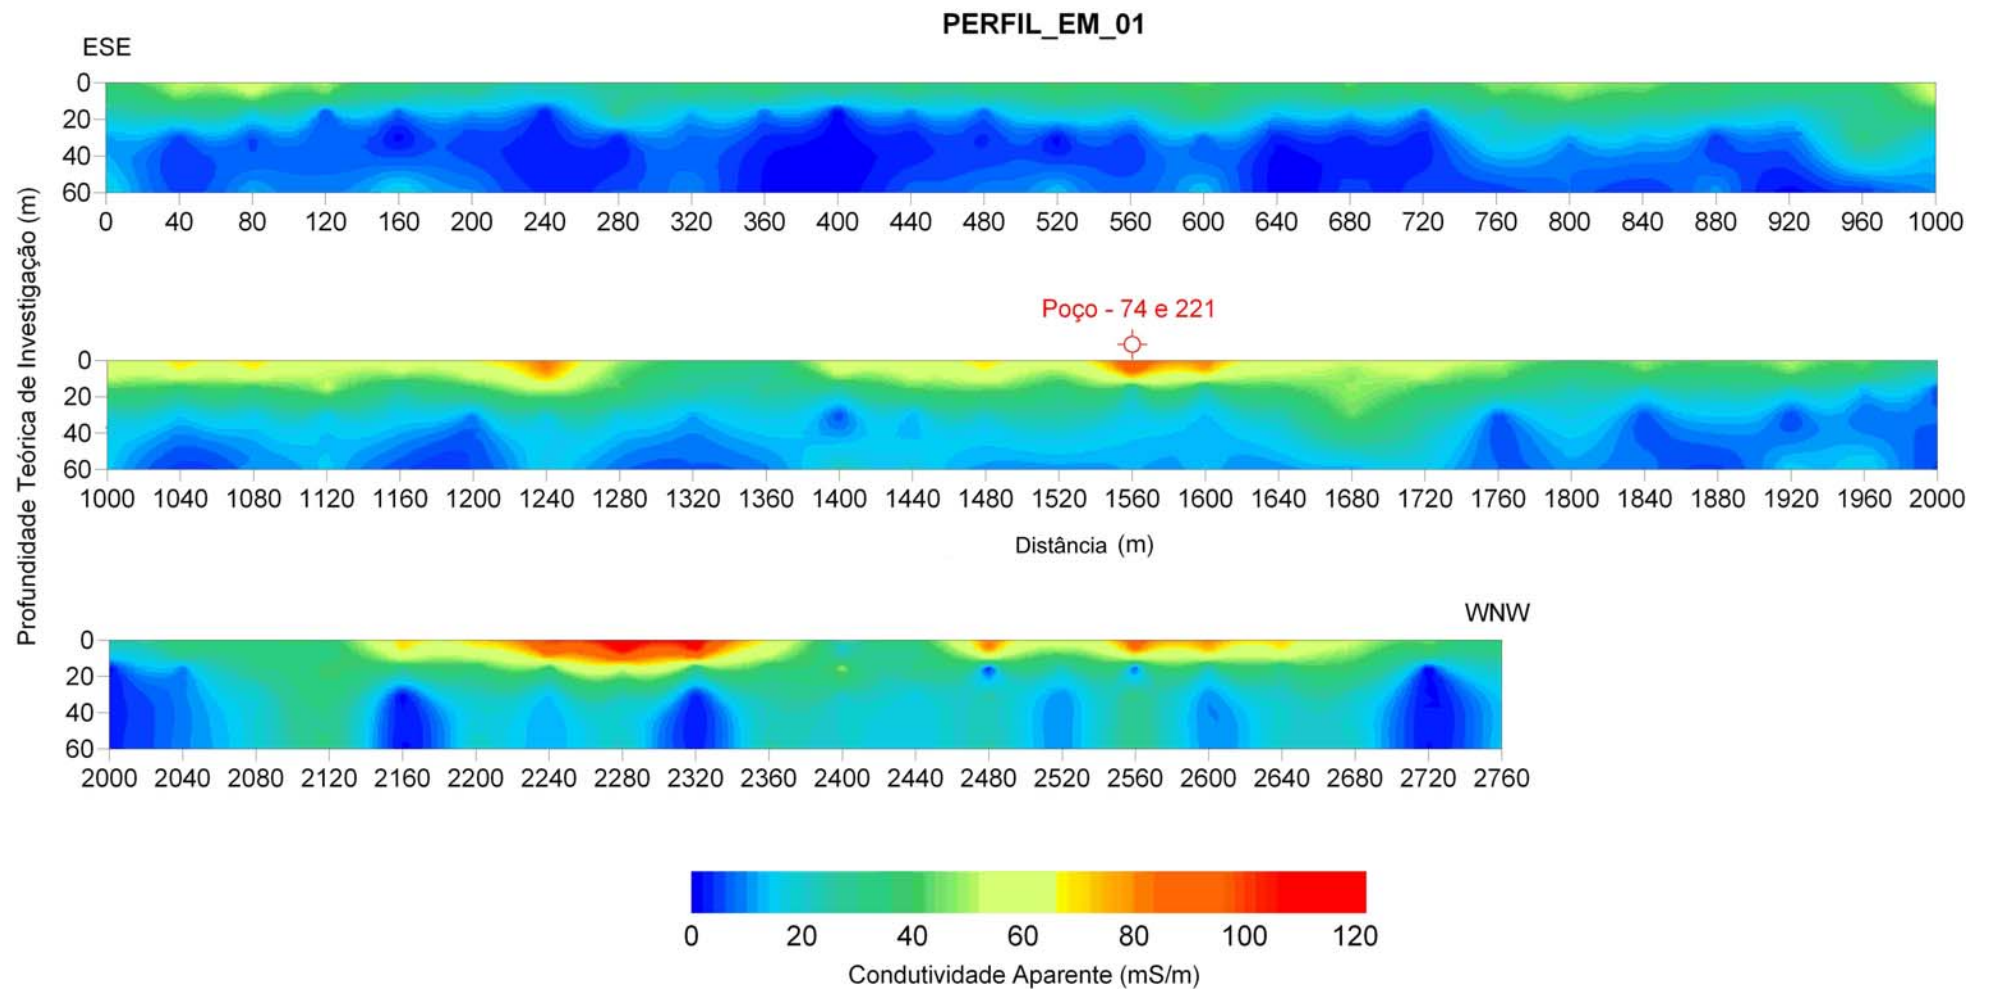 PERFIL_EM_01
ESE
0
20
40
60
0 40 80 120 160 200 240 280 320 360 400 440 480 520 560 600 640 680 720 760 800 840 880 920 960 1000
Profundidade Teórica de Investigação (m)
Poço - 74 e 221
0
20
40
60
1000 1040 1080 1120 1160 1200 1240 1280 1320 1360 1400 1440 1480 1520 1560 1600 1640 1680 1720 1760 1800 1840 1880 1920 1960 2000
Distância (m)
WNW
0
20
40
60
2000 2040 2080 2120 2160 2200 2240 2280 2320 2360 2400 2440 2480 2520 2560 2600 2640 2680 2720 2760
0 20 40 60 80 100 120
Condutividade Aparente (mS/m)